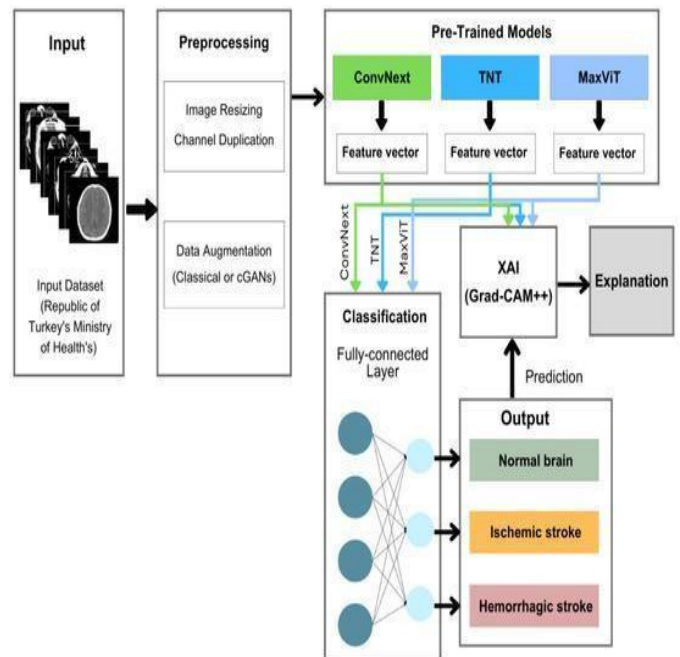 Input
Input Dataset
(Republic of
Turkey's Ministry
of Health's)
Preprocessing
Image Resizing
Channel Duplication
Data Augmentation
(Classical or cGANs)
Pre-Trained Models
ConvNext
TNT
MaxViT
Feature vector
Feature vector
Feature vector
ConvNext
TNT
MaxViT
XAI
(Grad-CAM++)
Explanation
Classification
Fully-connected
Layer
Prediction
Output
Normal brain
Ischemic stroke
Hemorrhagic stroke